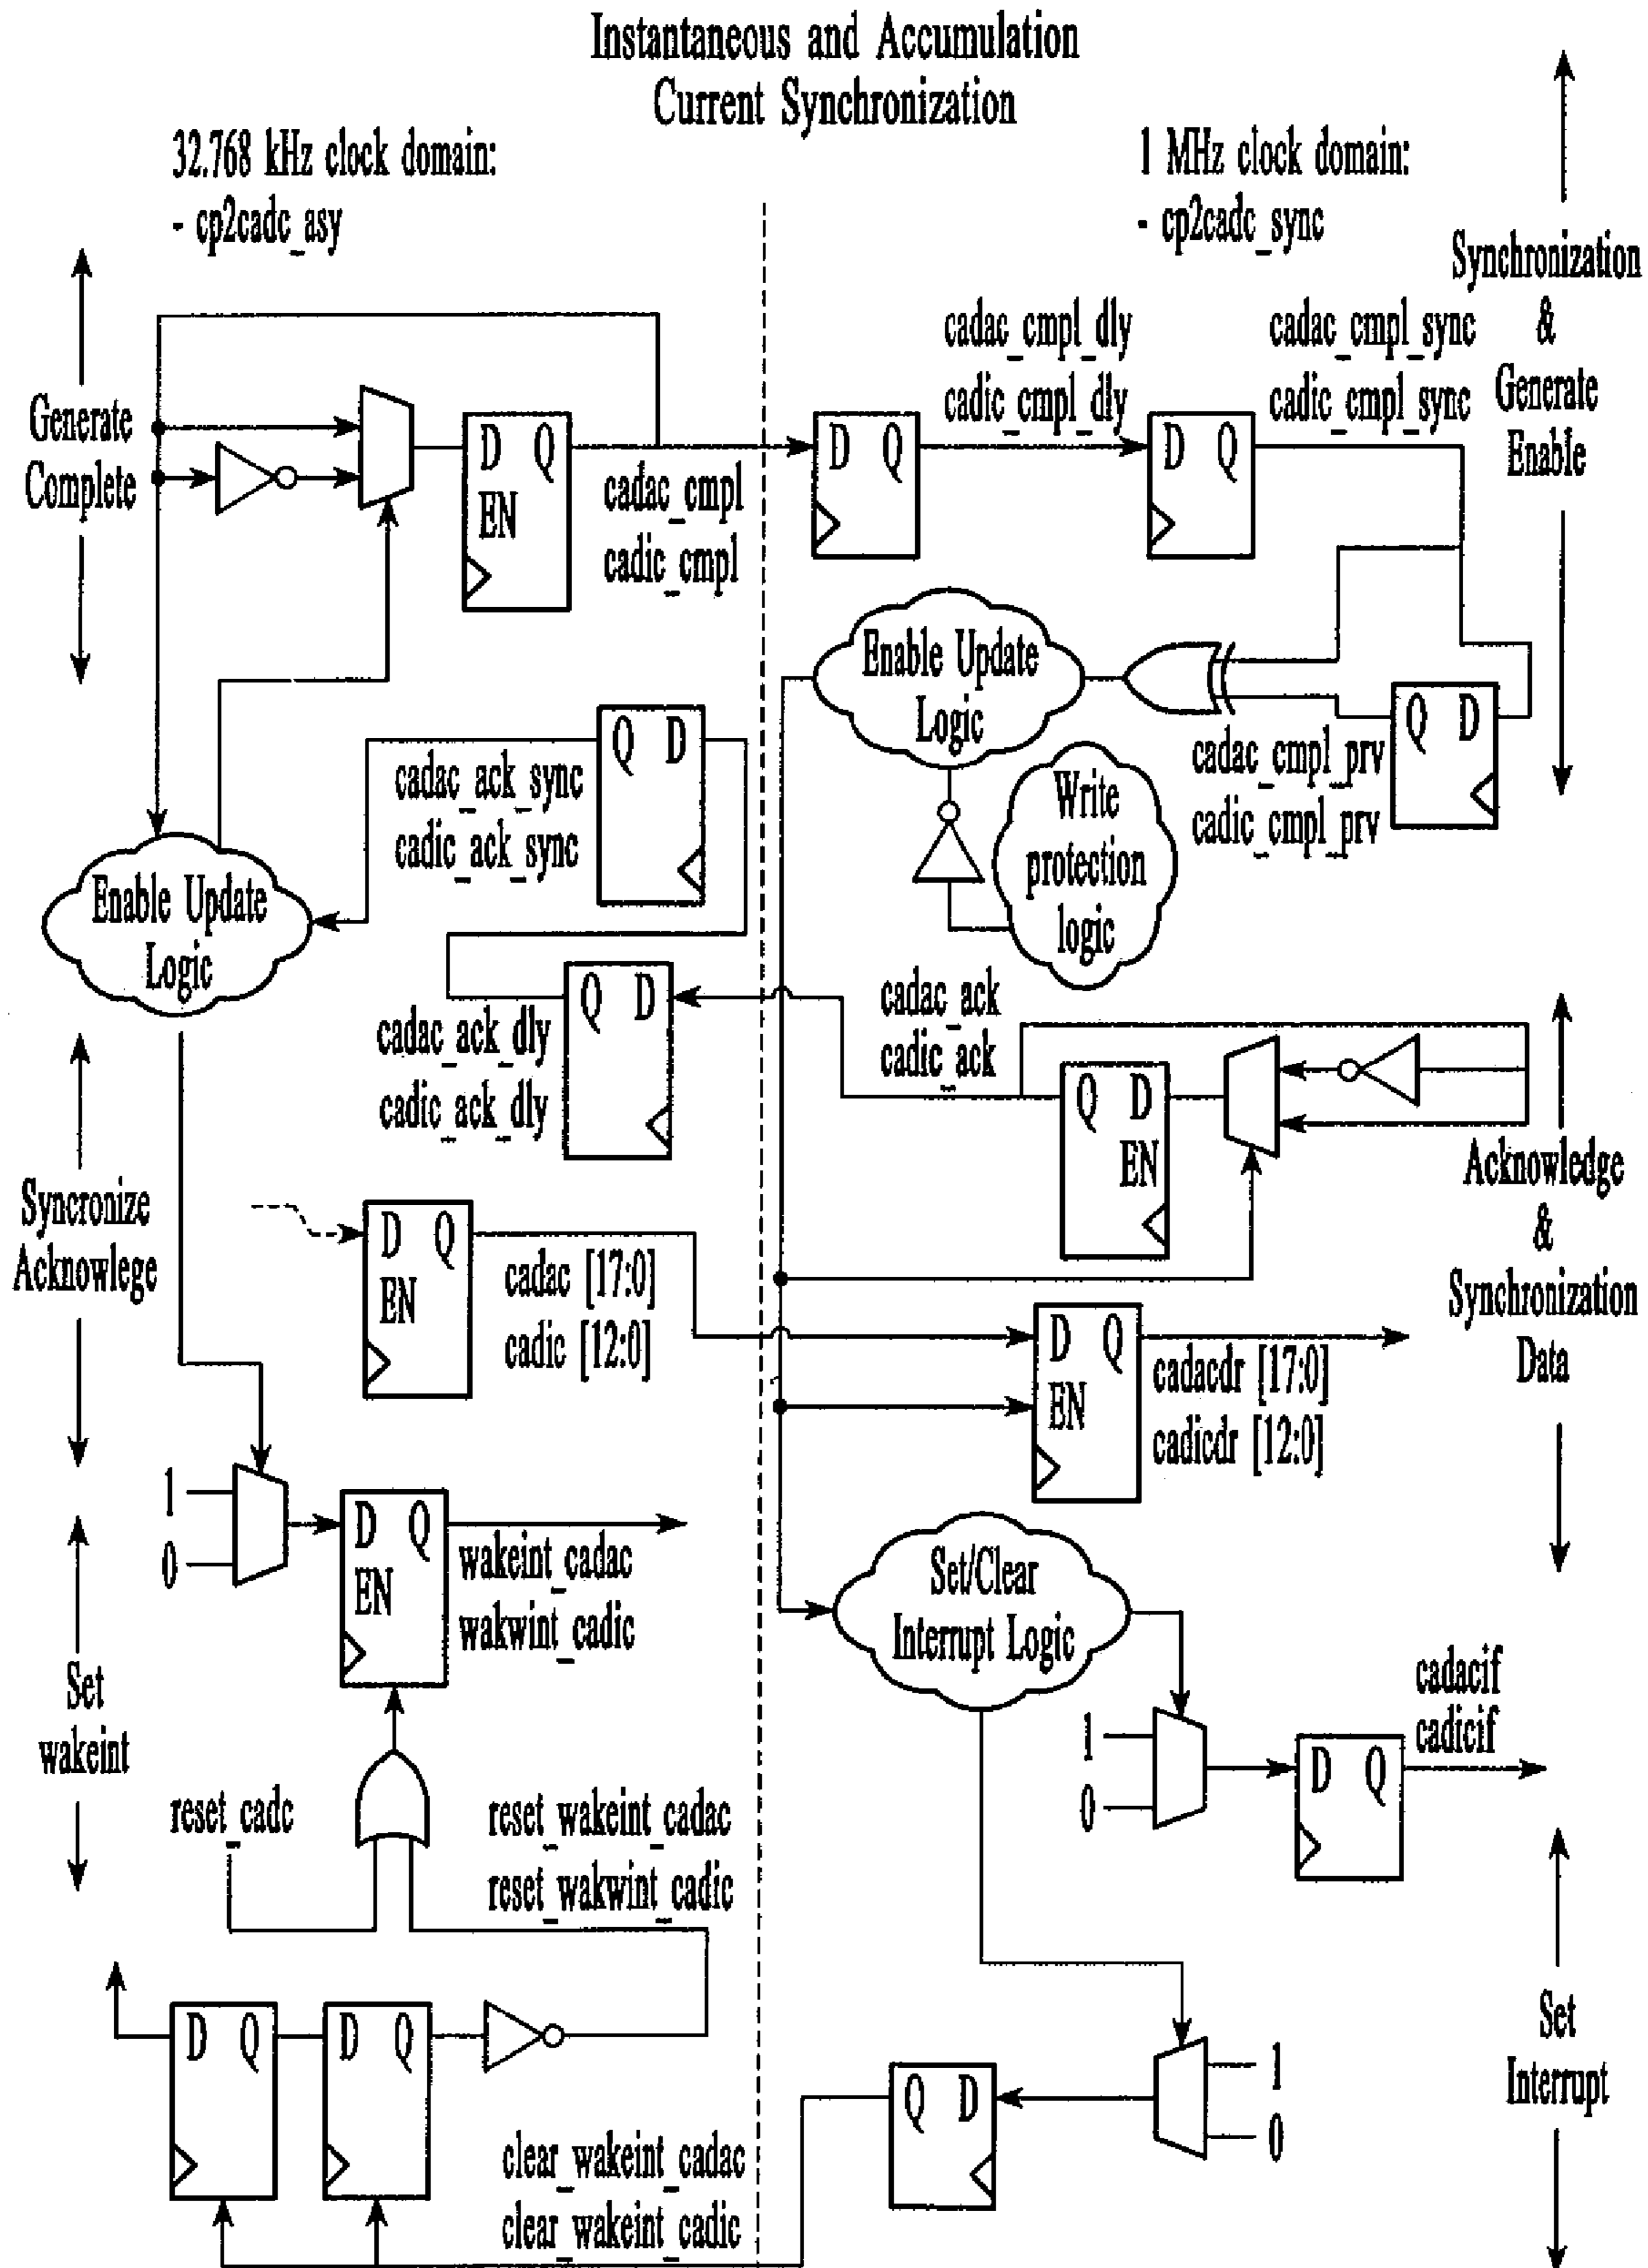 Instantaneous and Accumulation
Current Synchronization
32.768 kHz clock domain:
- cp2cadc_asy
1 MHz clock domain:
- cp2cadc_sync
Synchronization
&
Generate
Enable
Generate
Complete
D Q
EN
cadac_cmpl
cadic_cmpl
D Q
cadac_cmpl_dly
cadic_cmpl_dly
D Q
cadac_cmpl_sync
cadic_cmpl_sync
Enable Update
Logic
Q D
cadac_cmpl_prv
cadic_cmpl_prv
Write
protection
logic
Q D
cadac_ack_sync
cadic_ack_sync
Enable Update
Logic
Q D
cadac_ack_dly
cadic_ack_dly
cadac_ack
cadic_ack
Q D
EN
Acknowledge
&
Synchronization
Data
Syncronize
Acknowlege
D Q
EN
cadac [17:0]
cadic [12:0]
D Q
EN
cadacdr [17:0]
cadicdr [12:0]
1
0
D Q
EN
wakeint_cadac
wakwint_cadic
Set/Clear
Interrupt Logic
Set
wakeint
1
0
D Q
cadacif
cadicif
reset_cadc
reset_wakeint_cadac
reset_wakwint_cadic
D Q
D Q
Q D
1
0
Set
Interrupt
clear_wakeint_cadac
clear_wakeint_cadic